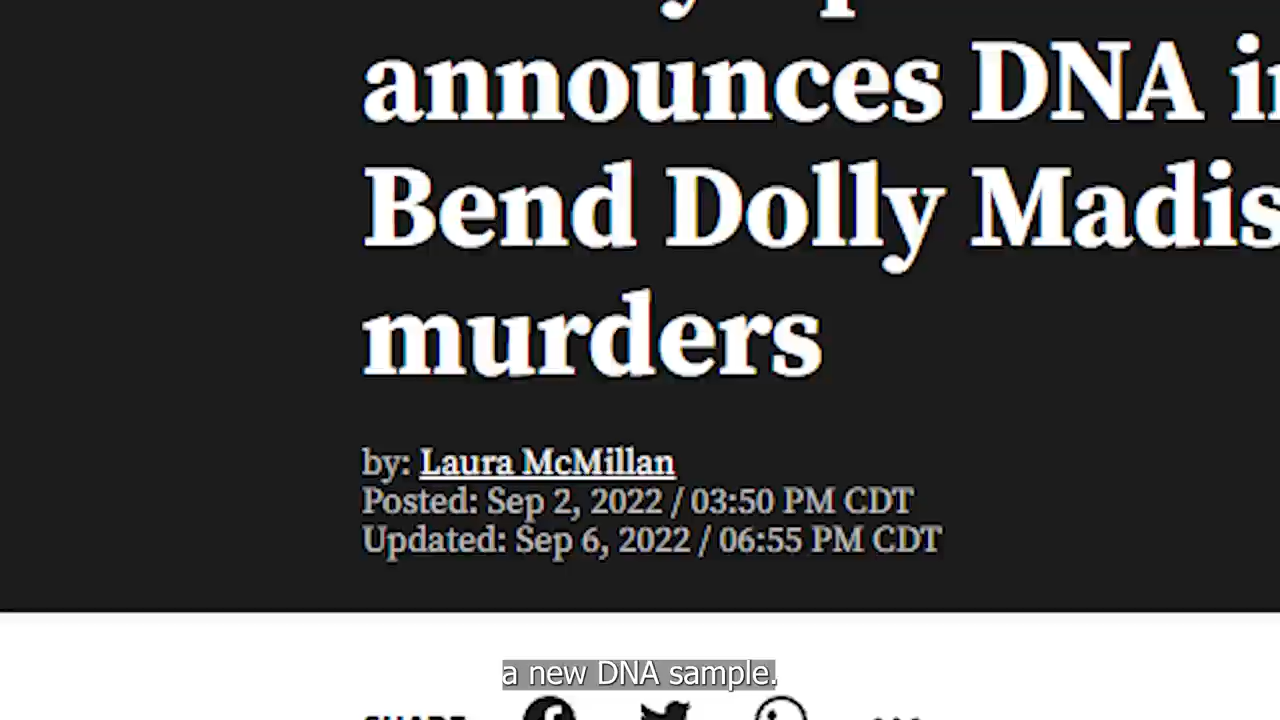 announces DNA
Bend Dolly
murders
by: Laura McMillan
Posted: Sep 2, 2022 / 03:50 PM CDT
Updated: Sep 6, 2022 / 06:55 PM CDT
a new DNA sample.
SHARE